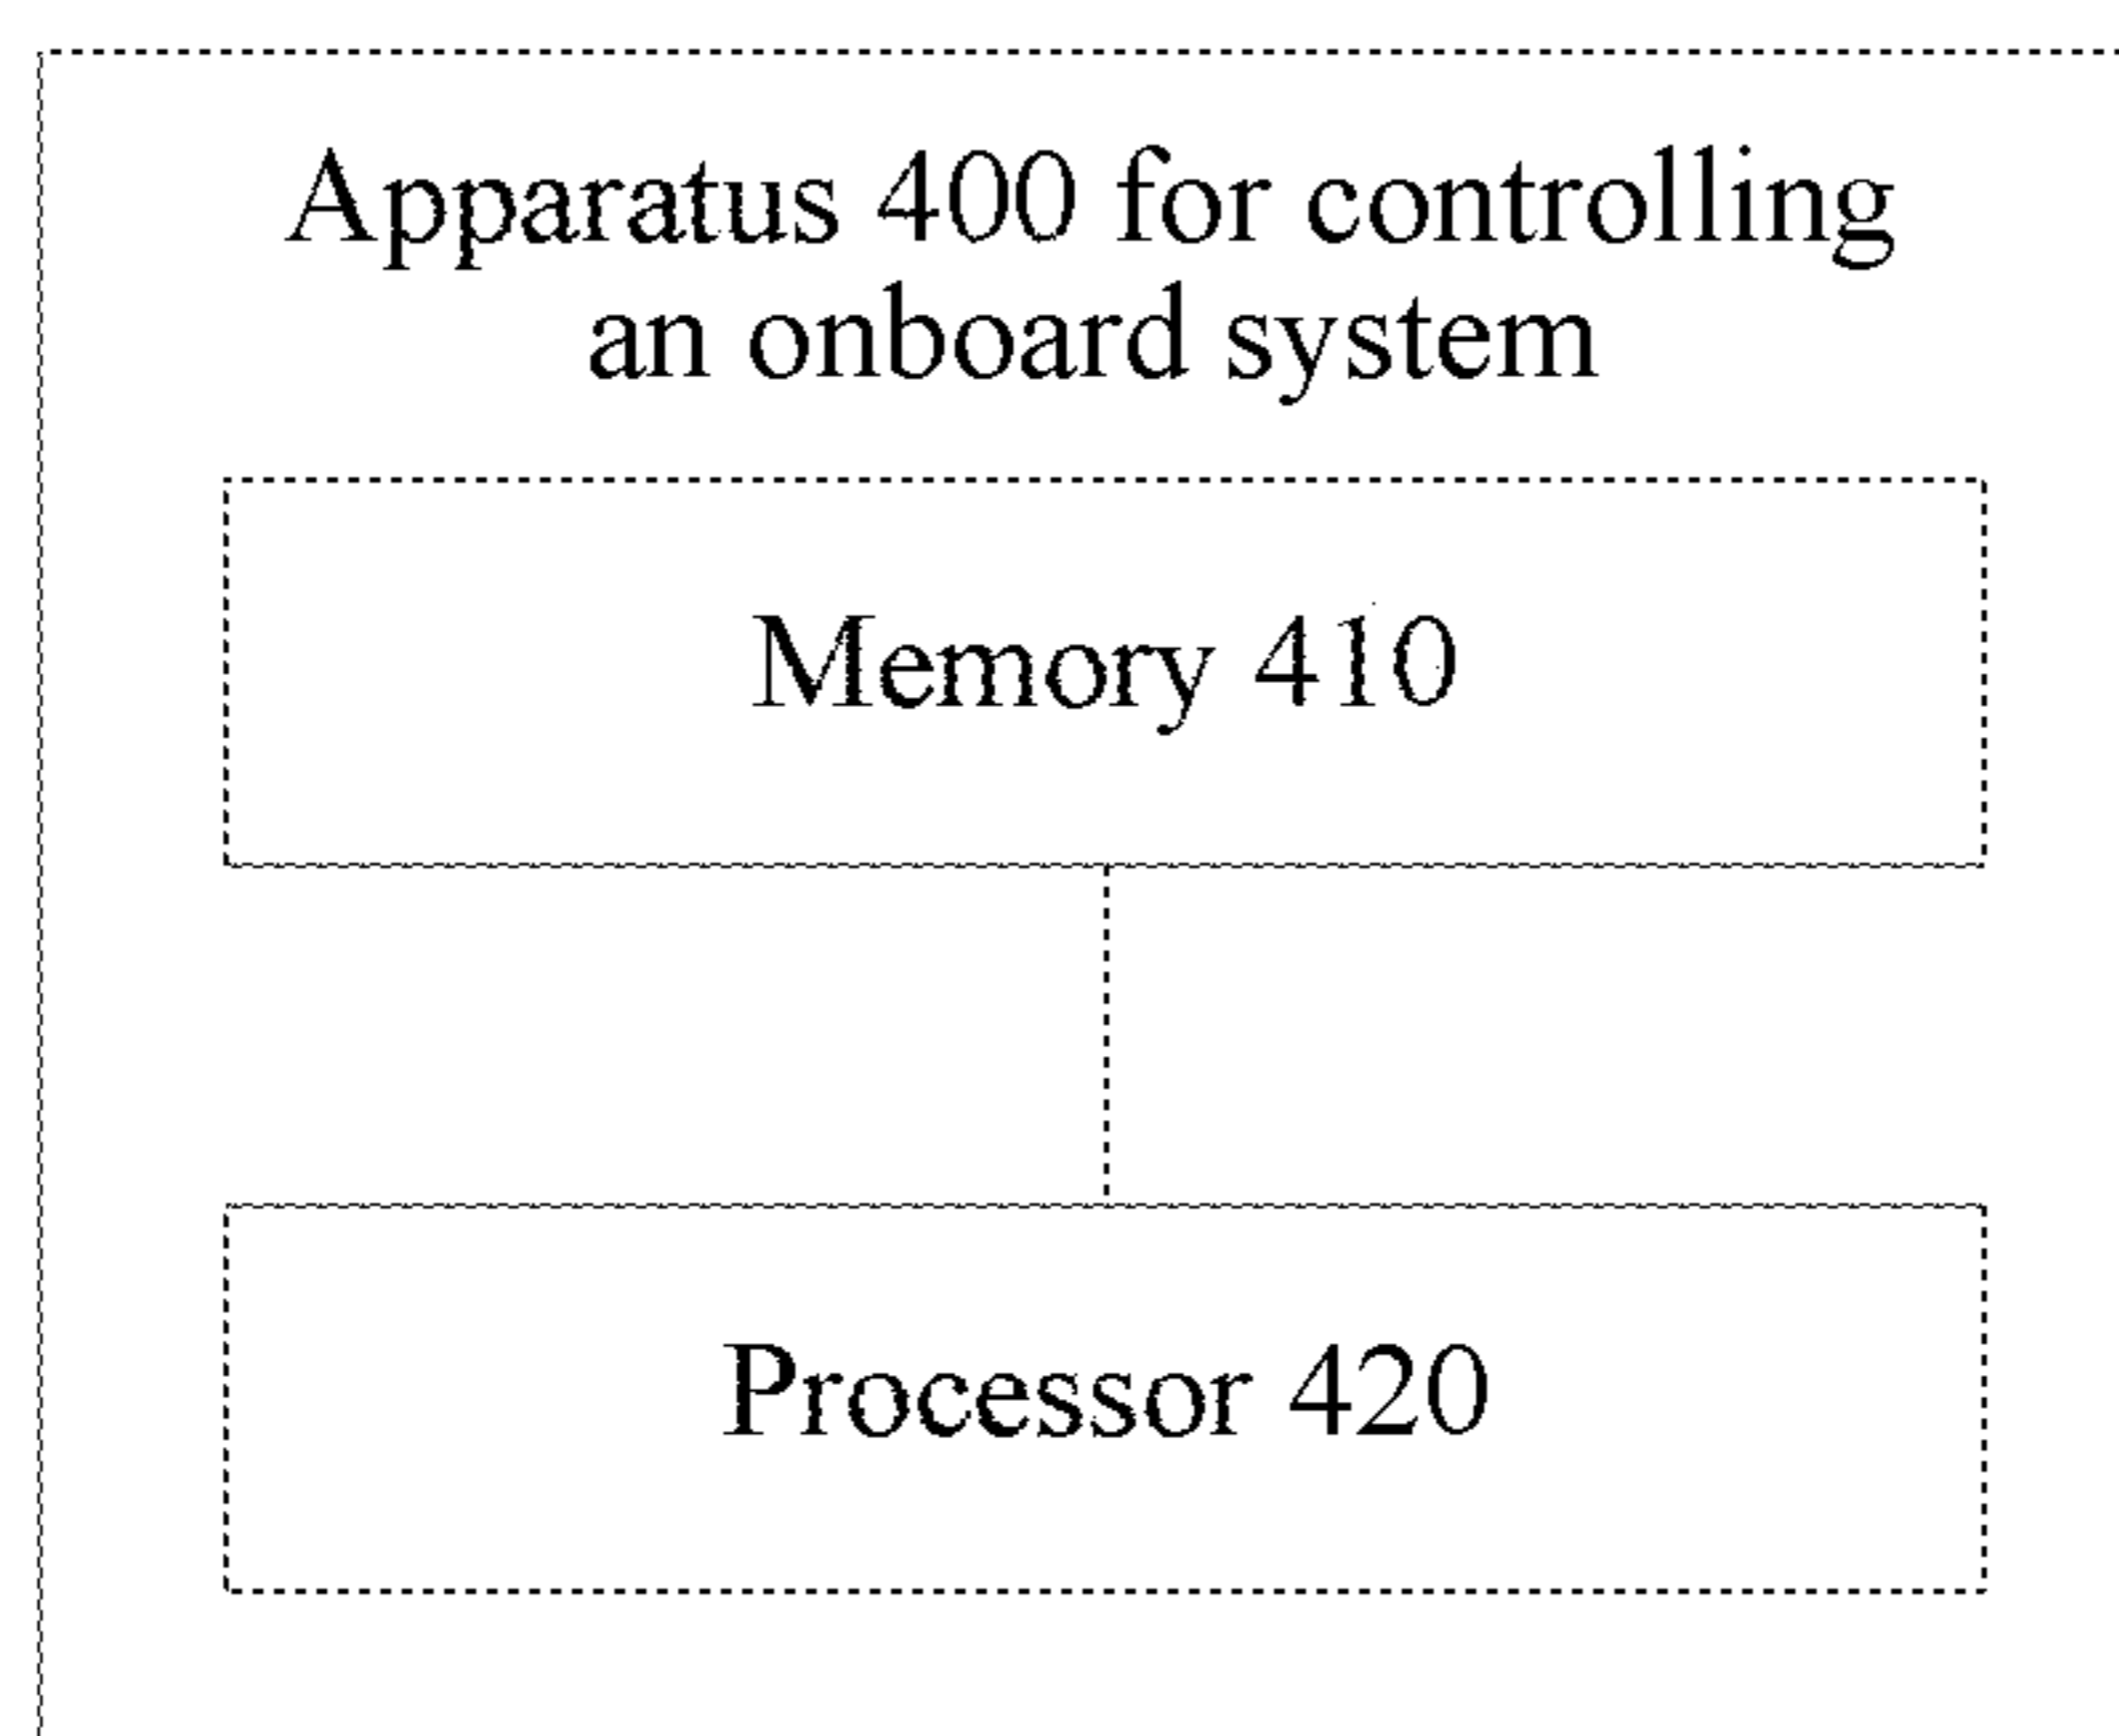 Apparatus 400 for controlling
an onboard system
Memory 410
Processor 420